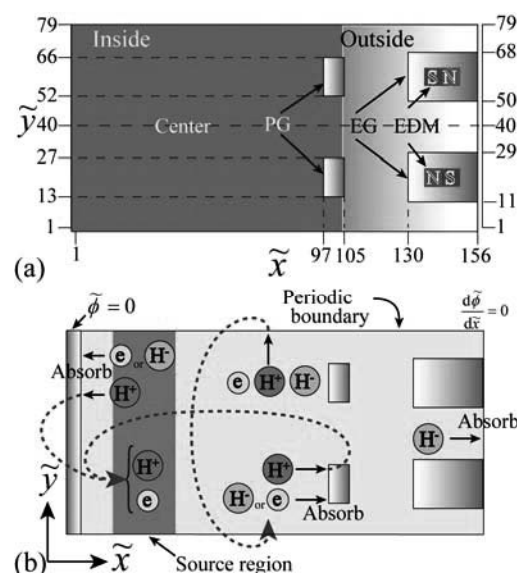 79
66
52
40
27
13
1
ỹ
Inside
Outside
Center
PG
EG
EDM
S N
N S
79
68
50
40
29
11
1
1
x̃
97
105
130
156
(a)
φ̃ = 0
Periodic boundary
dφ̃/dx̃ = 0
Absorb
e or H-
H+
e H+ H-
H- Absorb
H+
e
H+
H- or e
Absorb
ỹ
x̃
Source region
(b)